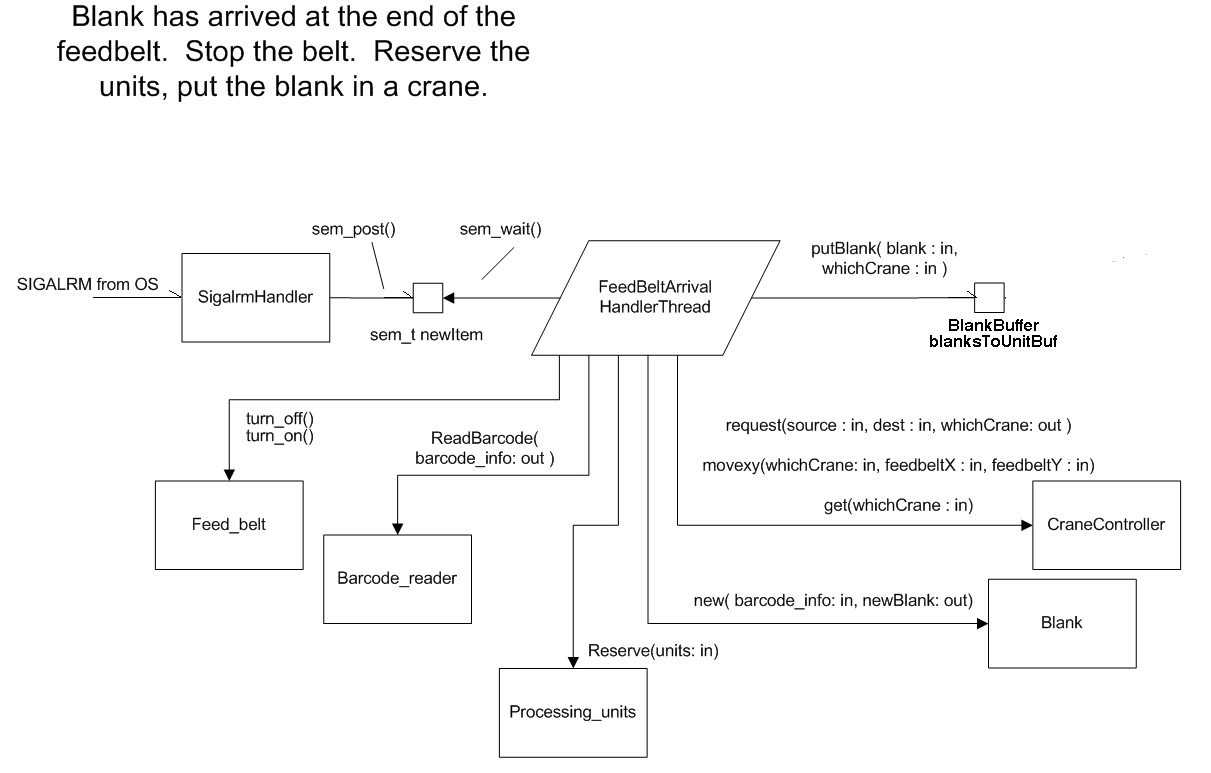 Blank has arrived at the end of the
feedbelt.  Stop the belt.  Reserve the
units, put the blank in a crane.
sem_post()
sem_wait()
putBlank( blank : in,
whichCrane : in )
SIGALRM from OS
SigalrmHandler
FeedBeltArrival
HandlerThread
sem_t newItem
BlankBuffer
blanksToUnitBuf
turn_off()
turn_on()
ReadBarcode(
barcode_info: out )
request(source : in, dest : in, whichCrane: out )
movexy(whichCrane: in, feedbeltX : in, feedbeltY : in)
get(whichCrane : in)
Feed_belt
CraneController
Barcode_reader
new( barcode_info: in, newBlank: out)
Blank
Reserve(units: in)
Processing_units